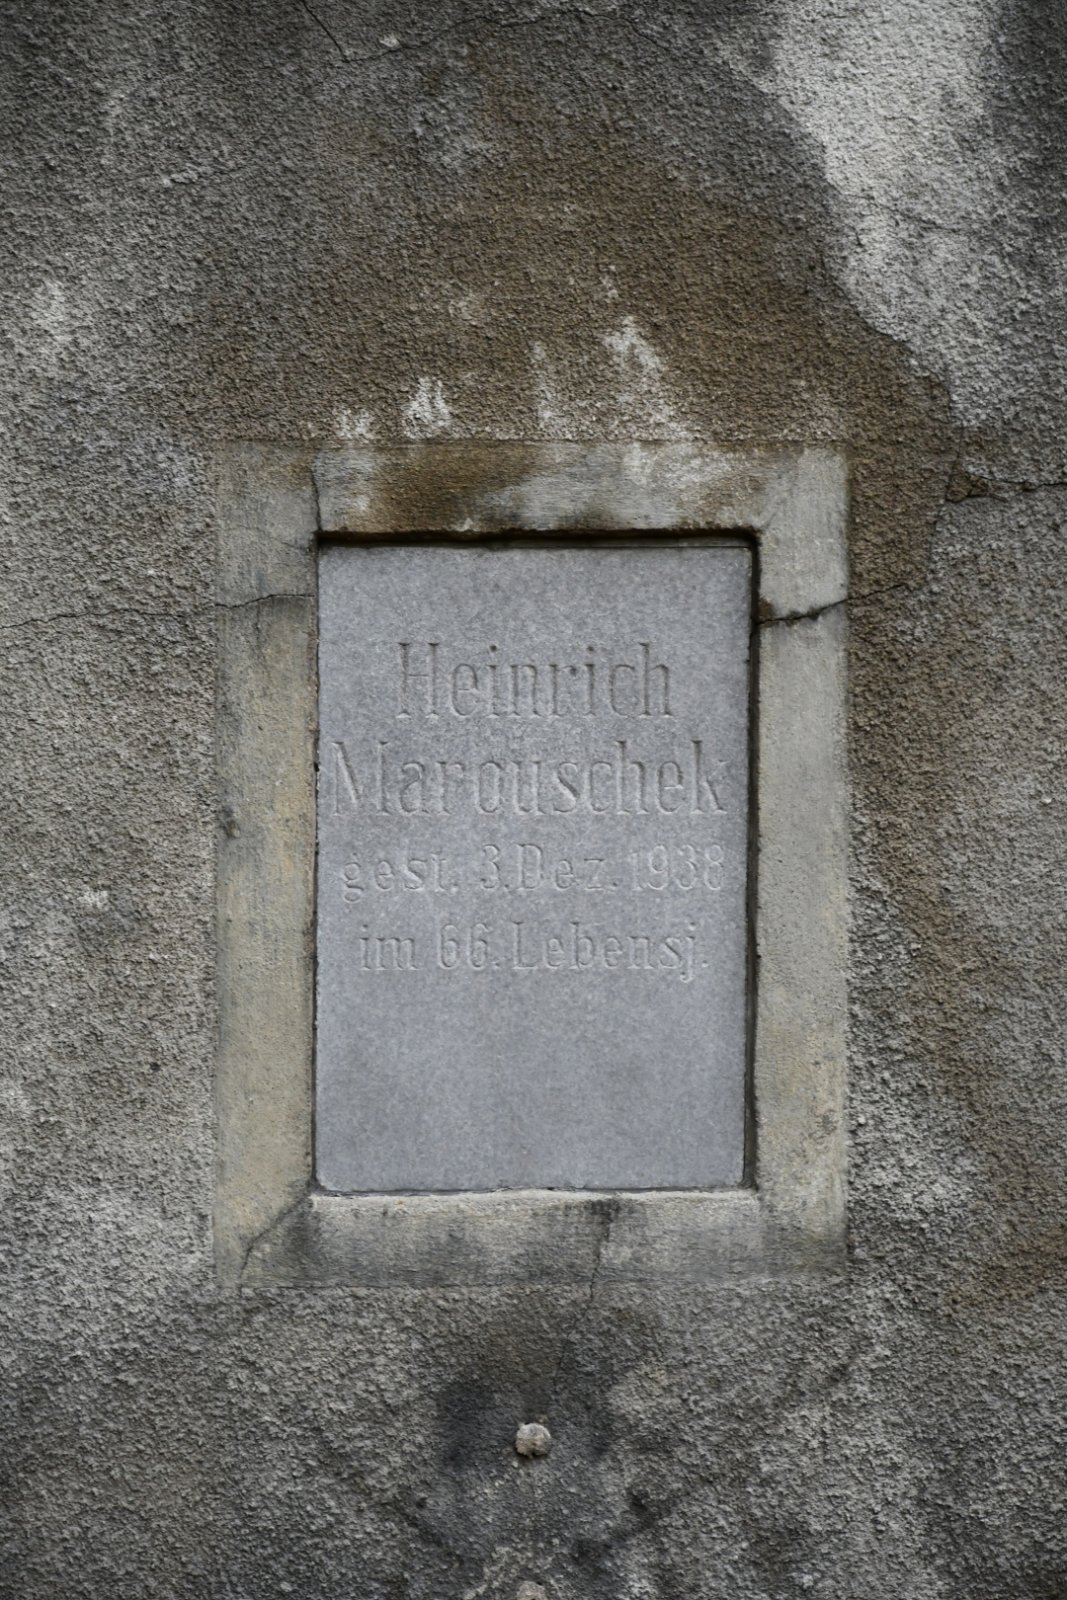 Heinrich
Marouschek
gest. 3. Dez. 1938
im 66. Lebensj.